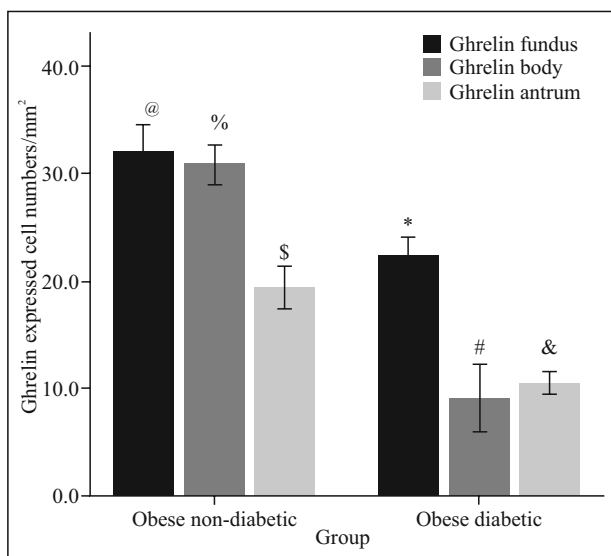 Ghrelin fundus
Ghrelin body
Ghrelin antrum
Ghrelin expressed cell numbers/mm²
40.0
30.0
20.0
10.0
0.0
@
%
$
*
#
&
Obese non-diabetic
Obese diabetic
Group